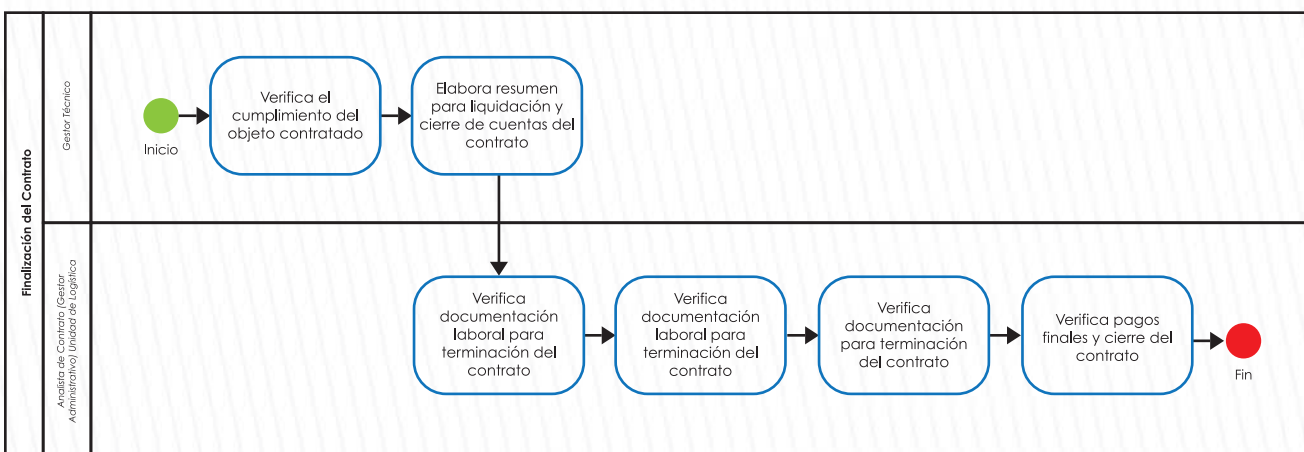 Finalización del Contrato
Gestor Técnico
Inicio
Verifica el
cumplimiento del
objeto contratado
Elabora resumen
para liquidación y
cierre de cuentas del
contrato
Analista de Contrato (Gestor
Administrativo) Unidad de Logística
Verifica
documentación
laboral para
terminación del
contrato
Verifica
documentación
laboral para
terminación del
contrato
Verifica
documentación
para terminación
del contrato
Verifica pagos
finales y cierre del
contrato
Fin